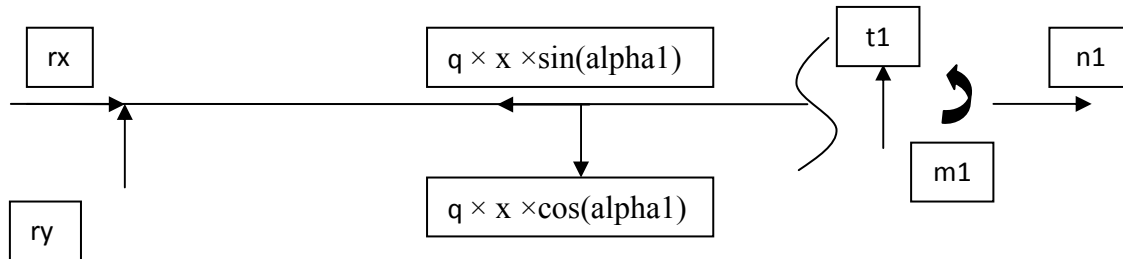 rx
q × x ×sin(alpha1)
t1
n1
m1
q × x ×cos(alpha1)
ry